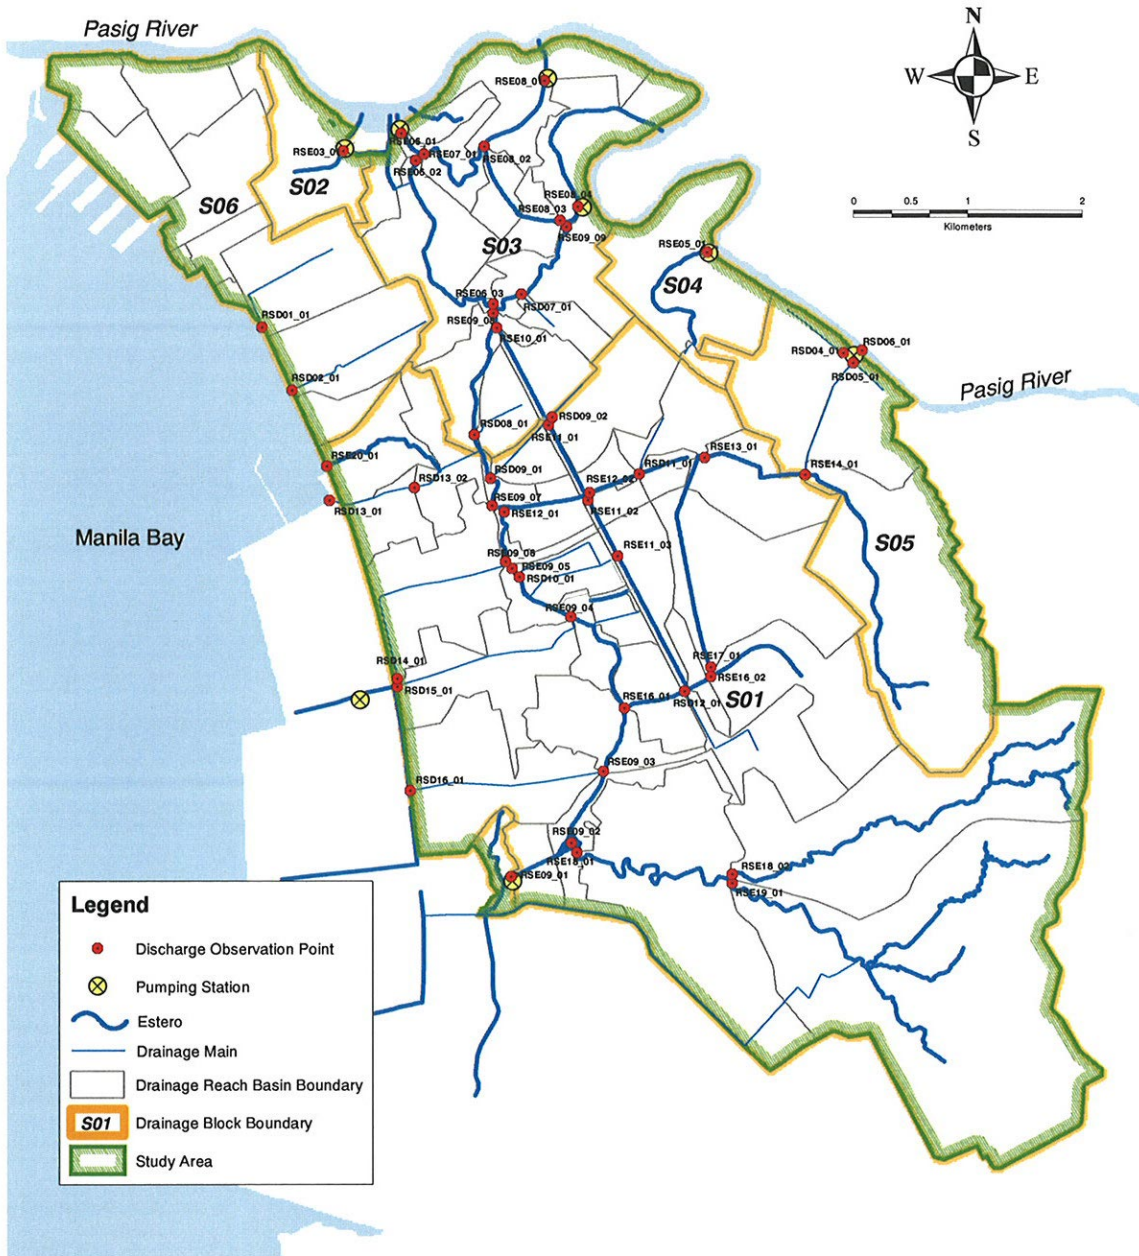 Pasig River
N
W
E
S
0
0.5
1
2
Kilometers
RSE08_01
RSE06_01
RSE07_01
RSE03_01
RSE08_02
S02
S06
RSE08_04
RSE08_03
RSE09_09
S03
RSE05_01
S04
RSE06_03
RSD07_01
RSE10_01
RSD01_01
RSD04_01
RSD06_01
RSD05_01
RSD02_01
Pasig River
RSD08_01
RSD09_02
RSE11_01
RSE20_01
RSE13_01
RSD09_01
RSD11_01
RSE14_01
RSD13_02
RSE12_02
RSD13_01
RSE09_07
RSE11_02
RSE12_01
Manila Bay
S05
RSE11_03
RSE09_06
RSE09_05
RSD10_01
RSE09_04
RSD14_01
RSE17_01
RSE16_02
RSD15_01
RSE16_01
RSD12_01
S01
RSE09_03
RSD16_01
RSE09_02
RSE18_01
RSE18_02
RSE09_01
RSE19_01
Legend
Discharge Observation Point
Pumping Station
Estero
Drainage Main
Drainage Reach Basin Boundary
S01 Drainage Block Boundary
Study Area